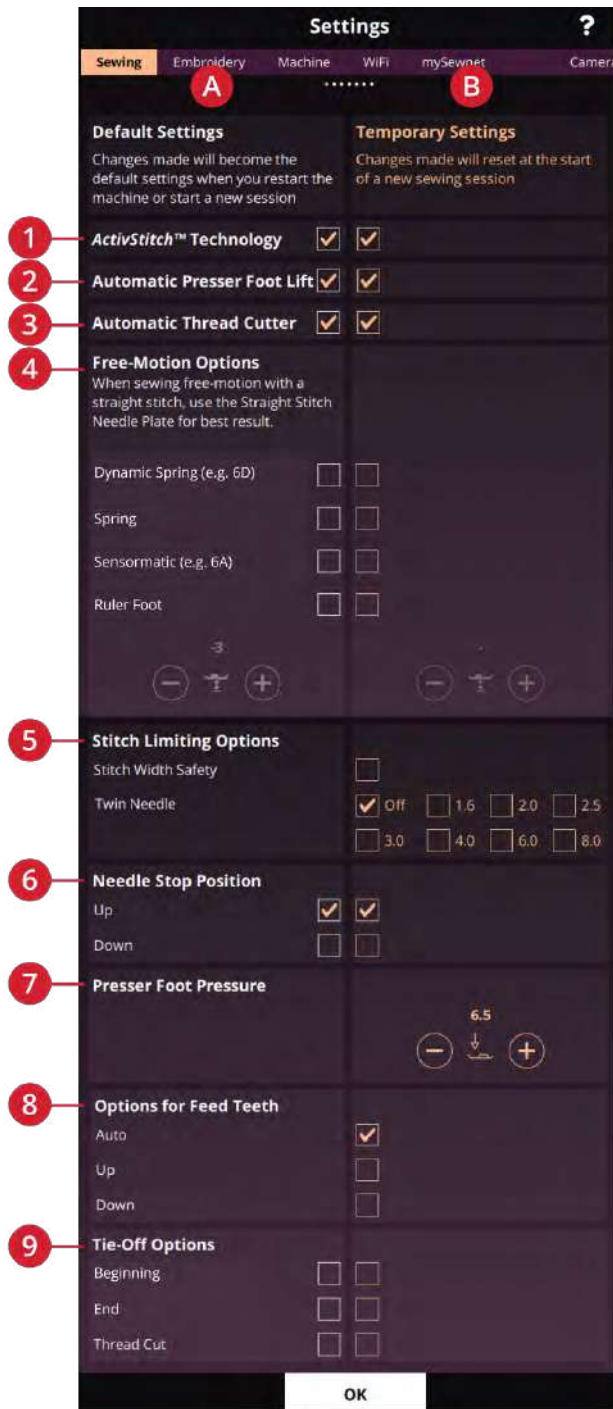 Settings
?
Sewing Embroidery Machine WiFi mySewnet Camera
A
B
Default Settings
Changes made will become the
default settings when you restart the
machine or start a new session
Temporary Settings
Changes made will reset at the start
of a new sewing session
1 ActivStitch™ Technology
2 Automatic Presser Foot Lift
3 Automatic Thread Cutter
4 Free-Motion Options
When sewing free-motion with a
straight stitch, use the Straight Stitch
Needle Plate for best result.
Dynamic Spring (e.g. 6D)
Spring
Sensormatic (e.g. 6A)
Ruler Foot
-3 -
5 Stitch Limiting Options
Stitch Width Safety
Twin Needle Off 1.6 2.0 2.5
3.0 4.0 6.0 8.0
6 Needle Stop Position
Up
Down
7 Presser Foot Pressure
6.5
8 Options for Feed Teeth
Auto
Up
Down
9 Tie-Off Options
Beginning
End
Thread Cut
OK